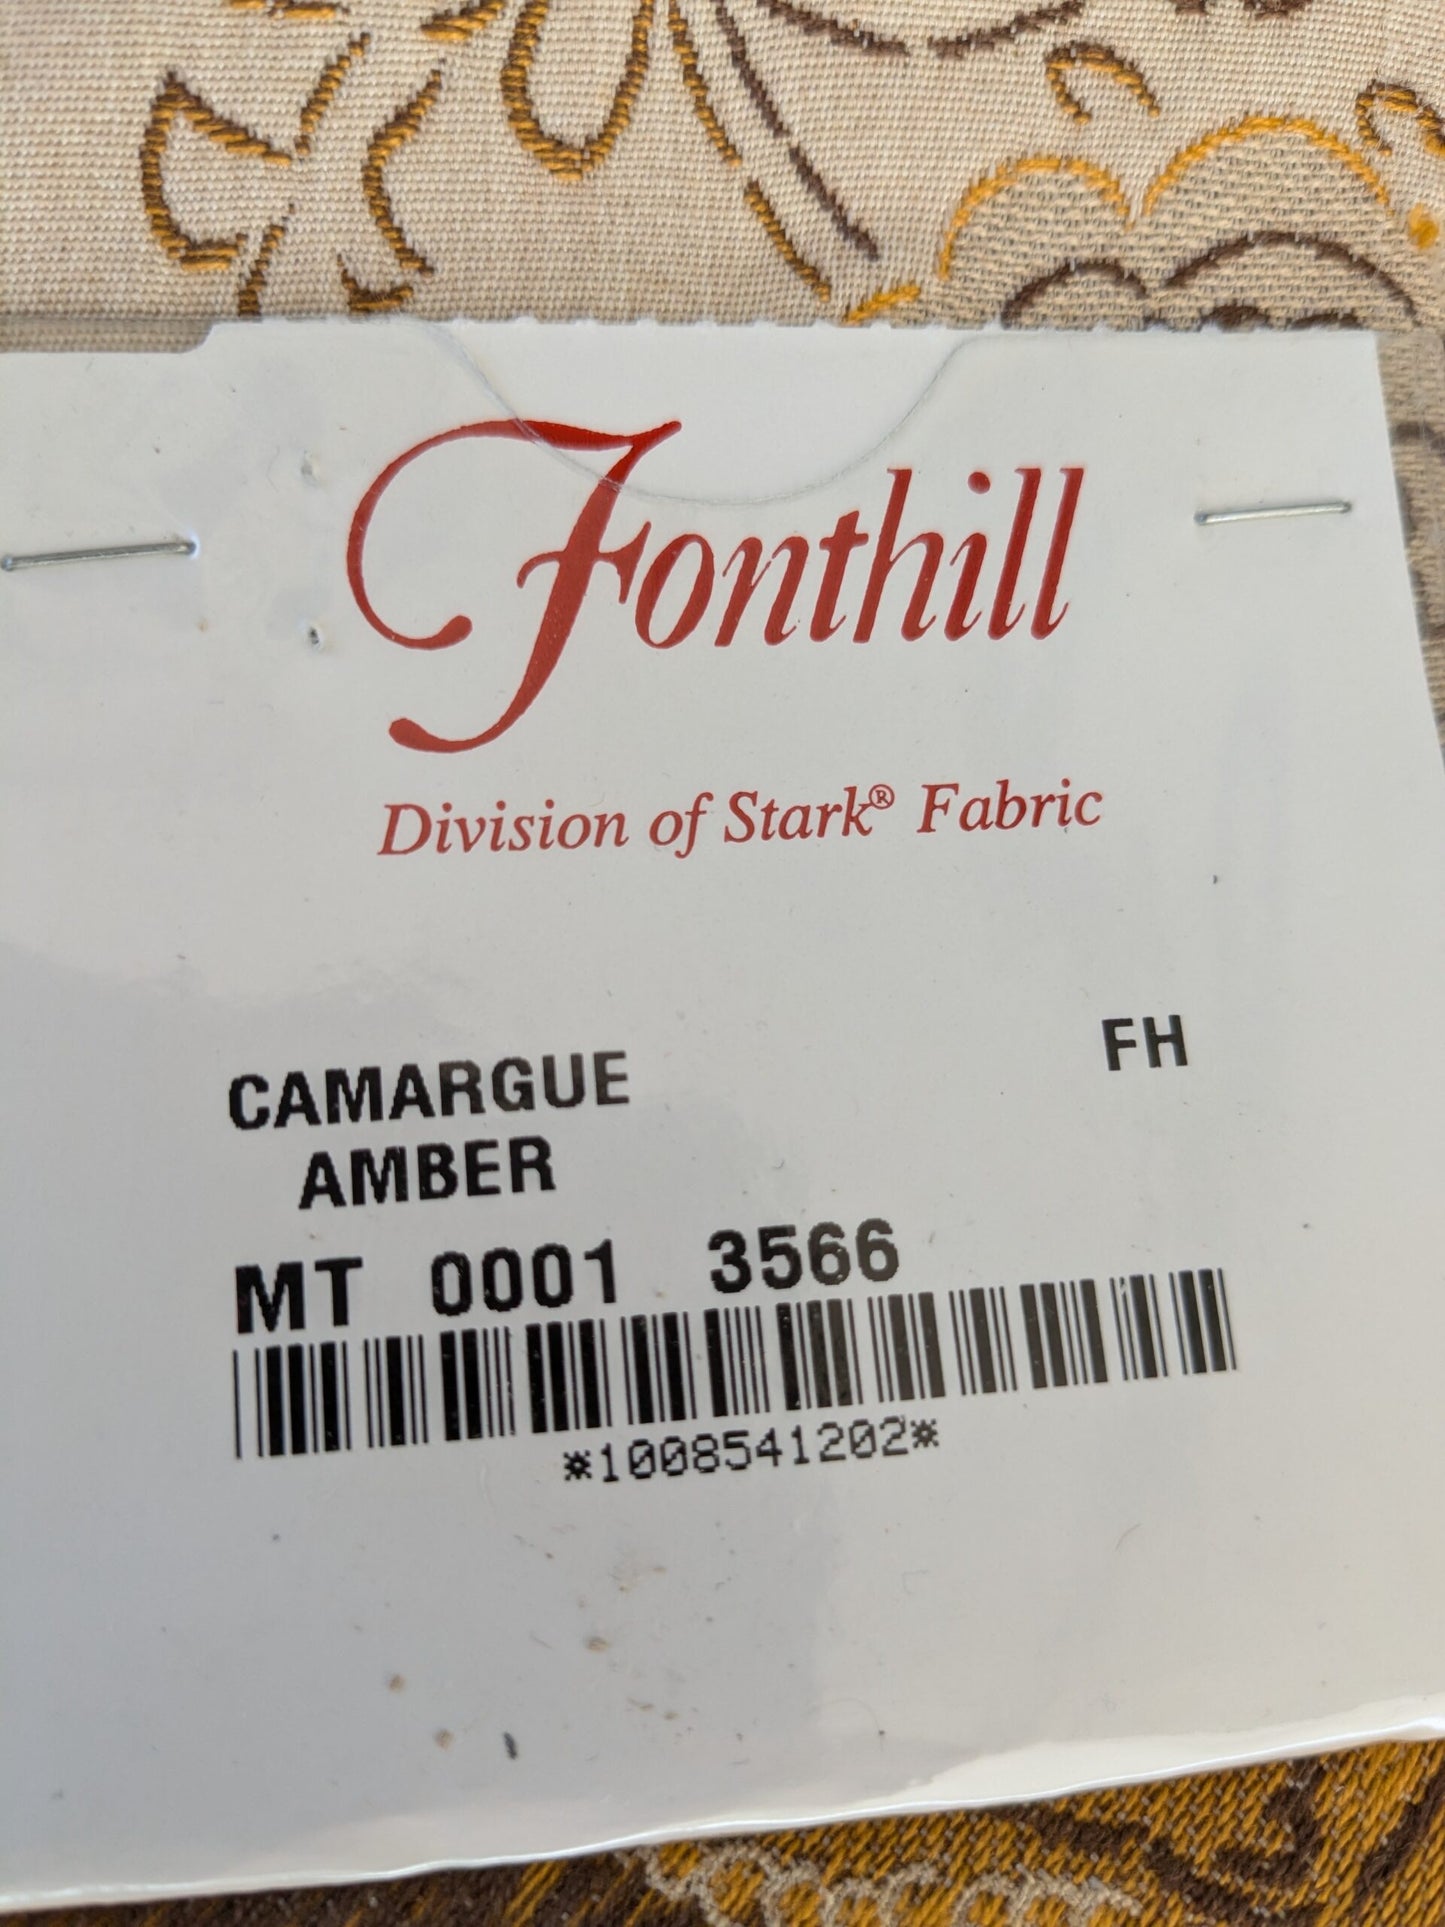 Fonthill
Division of Stark® Fabric
CAMARGUE FH
AMBER
MT 0001 3566
*1008541202*